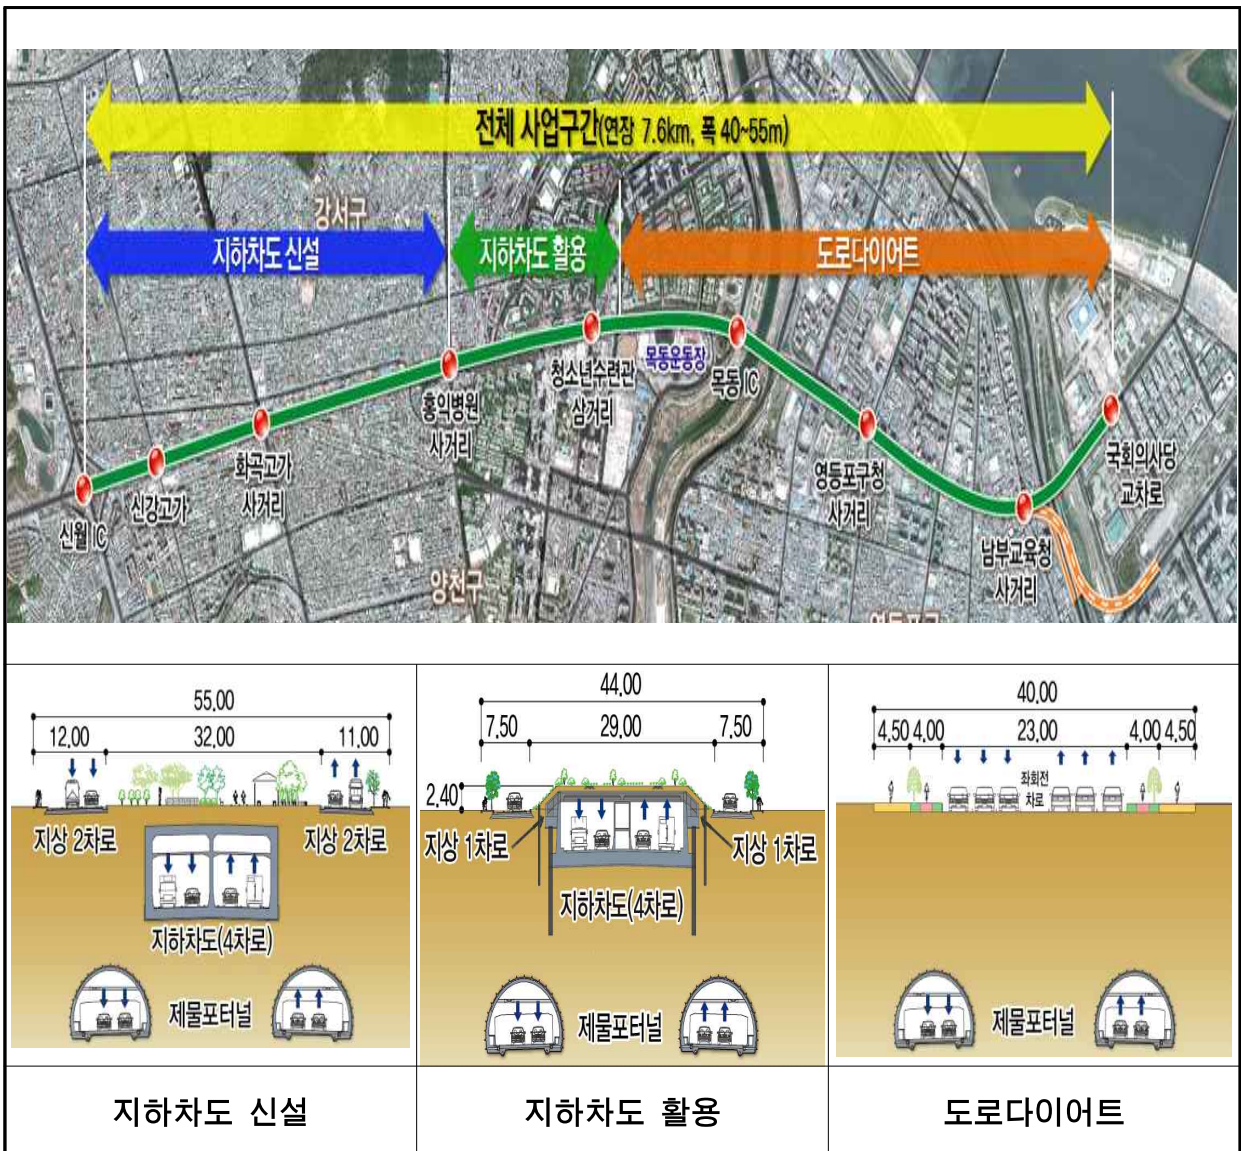 전체 사업구간(연장 7.6km, 폭 40~55m)
강서구
지하차도 신설
지하차도 활용
도로다이어트
신월 IC
신강고가
화곡고가
사거리
홍익병원
사거리
청소년수련관
삼거리
목동운동장
목동 IC
영등포구청
사거리
남부교육청
사거리
국회의사당
교차로
양천구
영등포구
55.00
12.00 32.00 11.00
지상 2차로
지상 2차로
지하차도(4차로)
제물포터널
44.00
7.50 29.00 7.50
2.40
지상 1차로
지상 1차로
지하차도(4차로)
제물포터널
40.00
4.50 4.00 23.00 4.00 4.50
좌회전
차로
제물포터널
지하차도 신설
지하차도 활용
도로다이어트